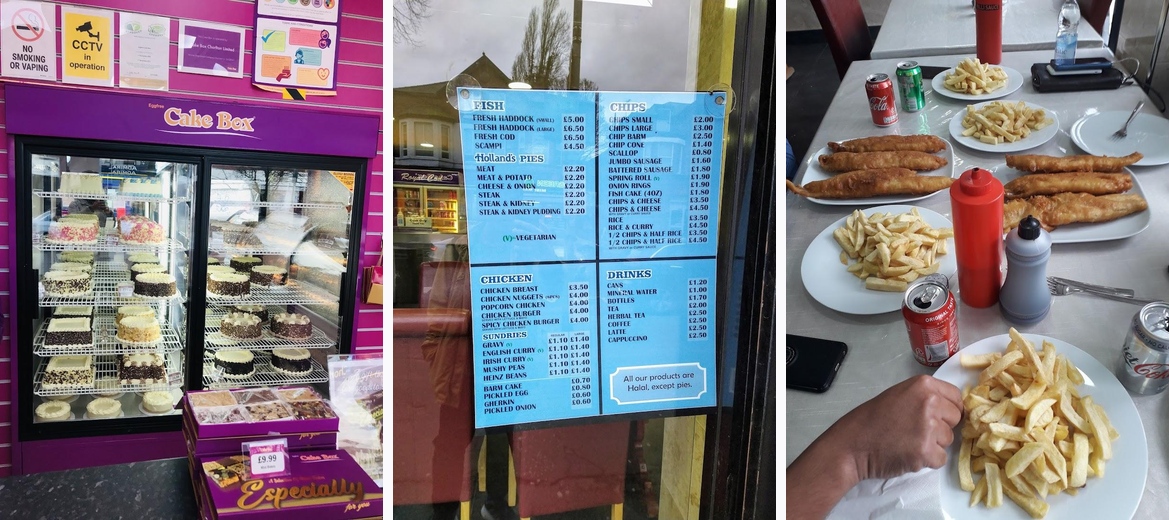 NO
SMOKING
OR VAPING
CCTV
in
operation
Cake Box Chorlton Limited
Eggfree
Cake Box
£9.99
Cake Box
Especially
for you
FISH
FRESH HADDOCK (SMALL) £5.00
FRESH HADDOCK (LARGE) £6.50
FRESH COD £6.50
SCAMPI £4.50
Hollands PIES
MEAT £2.20
MEAT & POTATO £2.20
CHEESE & ONION £2.20
STEAK £2.20
STEAK & KIDNEY £2.20
STEAK & KIDNEY PUDDING £2.20
(V)=VEGETARIAN
CHIPS
CHIPS SMALL £2.00
CHIPS LARGE £3.00
CHIP BARM £2.50
CHIP CONE £1.40
SCALLOP £0.80
JUMBO SAUSAGE £1.60
BATTERED SAUSAGE £1.80
SPRING ROLL (V) £1.90
ONION RINGS £1.90
FISH CAKE (4OZ) £1.80
CHIPS & CHEESE £3.50
CHIPS & CHEESE £4.50
RICE £3.50
RICE & CURRY £4.50
1/2 CHIPS & HALF RICE £3.50
1/2 CHIPS & HALF RICE £4.50
CHICKEN
CHICKEN BREAST £3.50
CHICKEN NUGGETS £4.00
POPCORN CHICKEN £4.00
CHICKEN BURGER £4.00
SPICY CHICKEN BURGER £4.00
SUNDRIES
GRAVY (V) £1.10 £1.40
ENGLISH CURRY (V) £1.10 £1.40
IRISH CURRY (V) £1.10 £1.40
MUSHY PEAS £1.10 £1.40
HEINZ BEANS £1.10 £1.40
BARM CAKE £0.70
PICKLED EGG £0.80
GHERKIN £0.60
PICKLED ONION £0.60
DRINKS
CANS £1.20
MINERAL WATER £1.00
BOTTLES £1.70
TEA £2.00
HERBAL TEA £2.50
COFFEE £2.50
LATTE £2.50
CAPPUCCINO £2.50
All our products are
Halal, except pies.
ORIGINAL